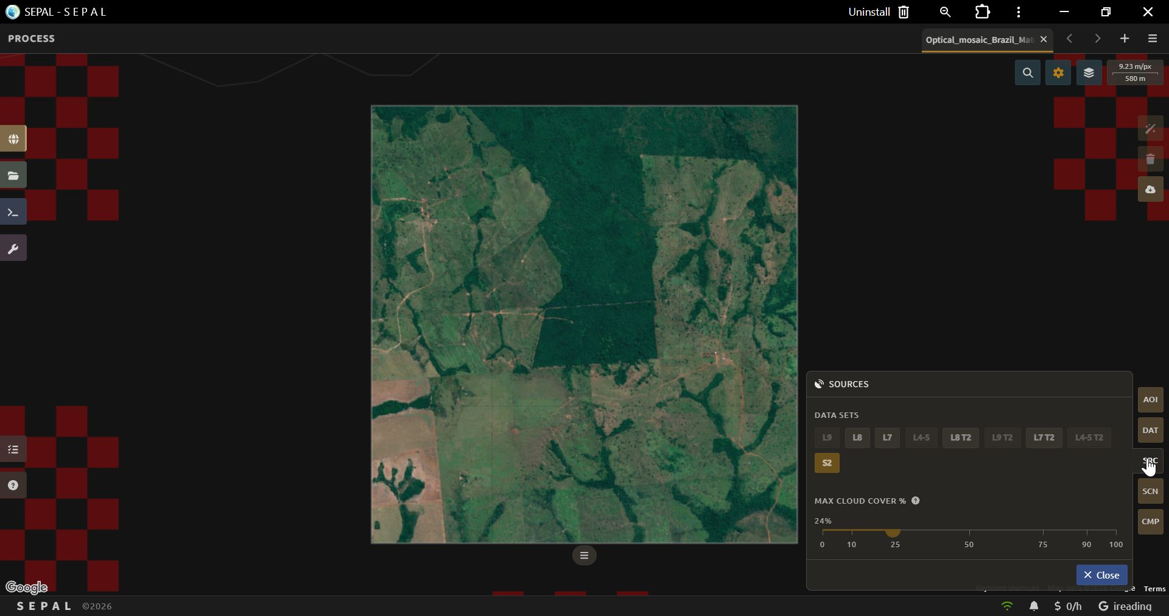 SEPAL - S E P A L
Uninstall
PROCESS
Optical_mosaic_Brazil_Mat
9.23 m/px
580 m
SOURCES
DATA SETS
L9 L8 L7 L4-5 L8 T2 L9 T2 L7 T2 L4-5 T2
S2
MAX CLOUD COVER %
24%
0 10 25 50 75 90 100
Close
AOI
DAT
SRC
SCN
CMP
Google
Terms
S E P A L ©2026
$ 0/h
ireading